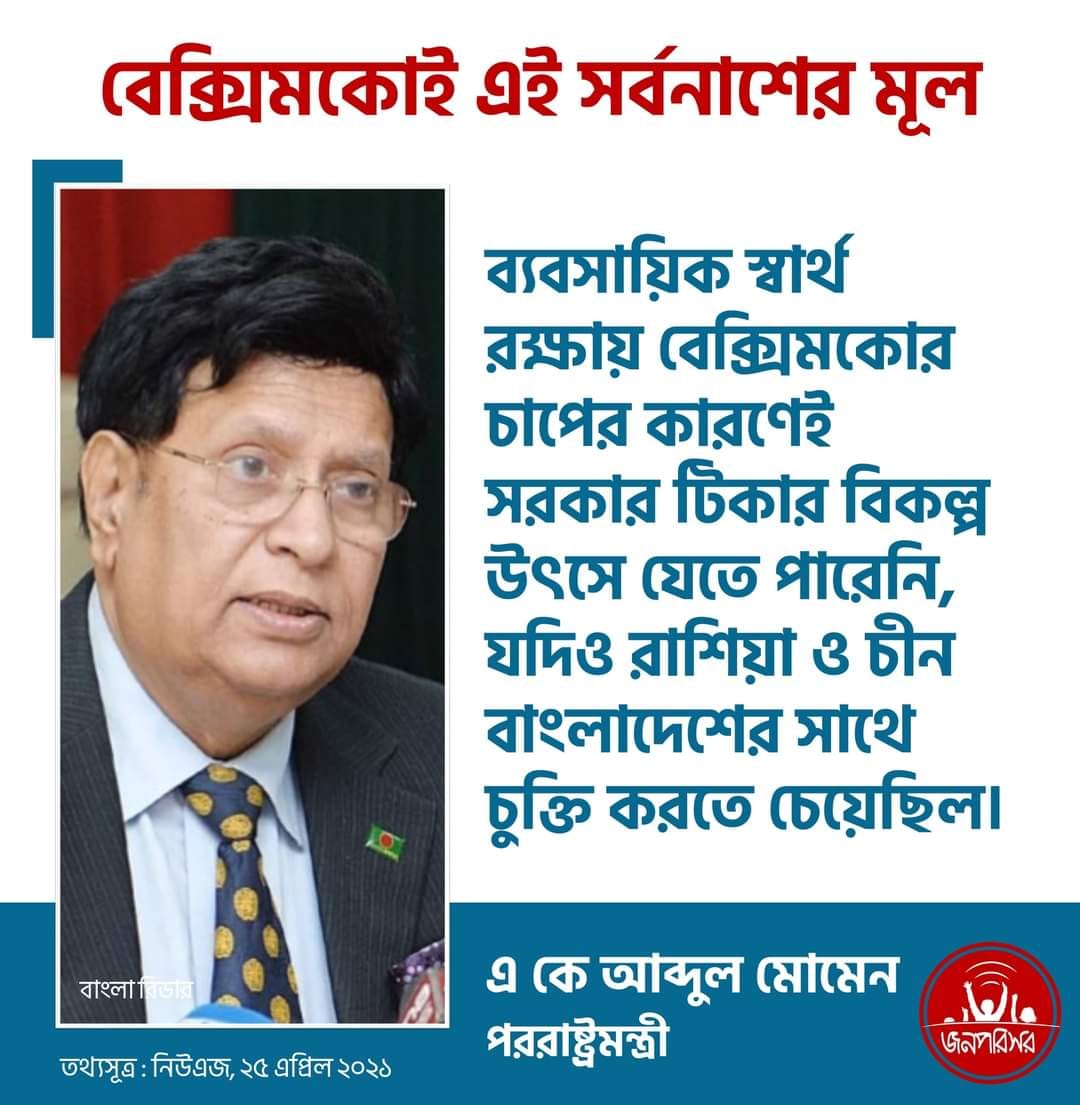 বেক্সিমকোই এই সর্বনাশের মূল
ব্যবসায়িক স্বার্থ
রক্ষায় বেক্সিমকোর
চাপের কারণেই
সরকার টিকার বিকল্প
উৎসে যেতে পারেনি,
যদিও রাশিয়া ও চীন
বাংলাদেশের সাথে
চুক্তি করতে চেয়েছিল।
বাংলা রিডার
এ কে আব্দুল মোমেন
পররাষ্ট্রমন্ত্রী
জনপরিসর
তথ্যসূত্র : নিউএজ, ২৫ এপ্রিল ২০২১